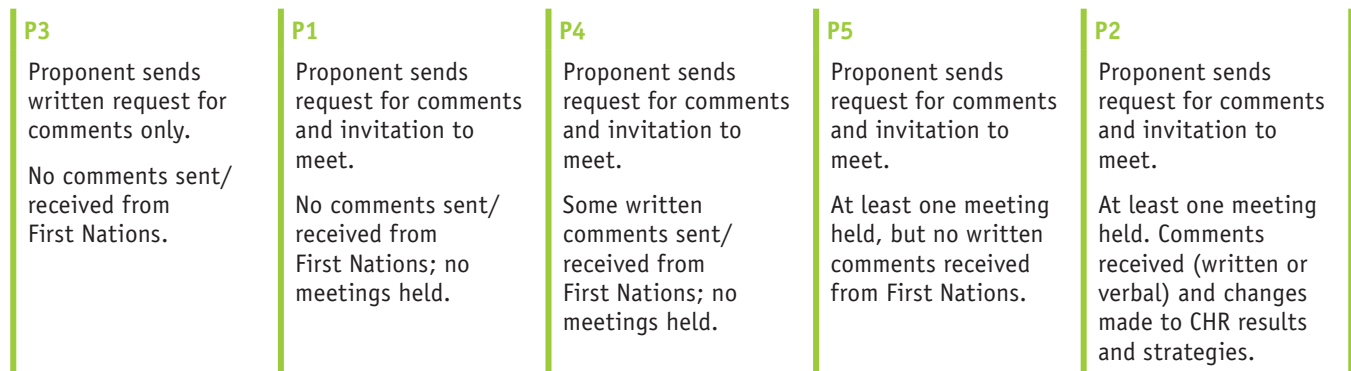 P3
Proponent sends
written request for
comments only.
No comments sent/
received from
First Nations.
P1
Proponent sends
request for comments
and invitation to
meet.
No comments sent/
received from
First Nations; no
meetings held.
P4
Proponent sends
request for comments
and invitation to
meet.
Some written
comments sent/
received from
First Nations; no
meetings held.
P5
Proponent sends
request for comments
and invitation to
meet.
At least one meeting
held, but no written
comments received
from First Nations.
P2
Proponent sends
request for comments
and invitation to
meet.
At least one meeting
held. Comments
received (written or
verbal) and changes
made to CHR results
and strategies.